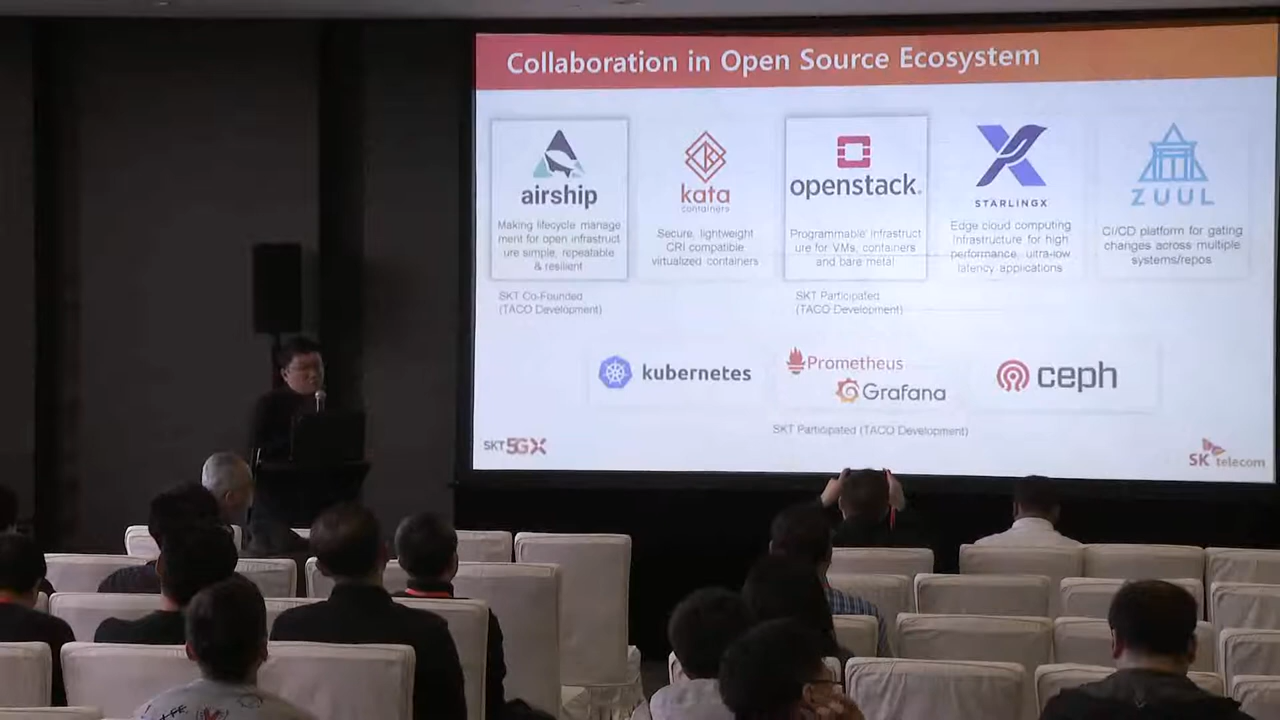 Collaboration in Open Source Ecosystem
airship
Making lifecycle manage
ment for open infrastruct
ure simple, repeatable
& resilient
SKT Co-Founded
(TACO Development)
kata
containers
Secure, lightweight
CRI compatible
virtualized containers
openstack.
Programmable infrastruct
ure for VMs, containers
and bare metal
SKT Participated
(TACO Development)
STARLINGX
Edge cloud computing
infrastructure for high
performance, ultra-low
latency applications
ZUUL
CI/CD platform for gating
changes across multiple
systems/repos
kubernetes
Prometheus
Grafana
ceph
SKT Participated (TACO Development)
SKT 5GX
SK telecom